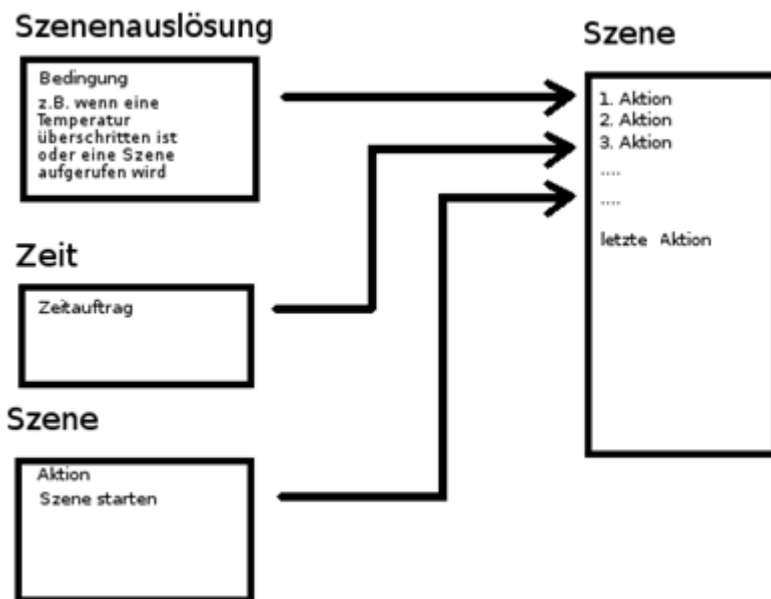 Szenenauslösung
Bedingung
z.B. wenn eine
Temperatur
überschritten ist
oder eine Szene
aufgerufen wird
Zeit
Zeitauftrag
Szene
Aktion
Szene starten
Szene
1. Aktion
2. Aktion
3. Aktion
....
....
letzte Aktion